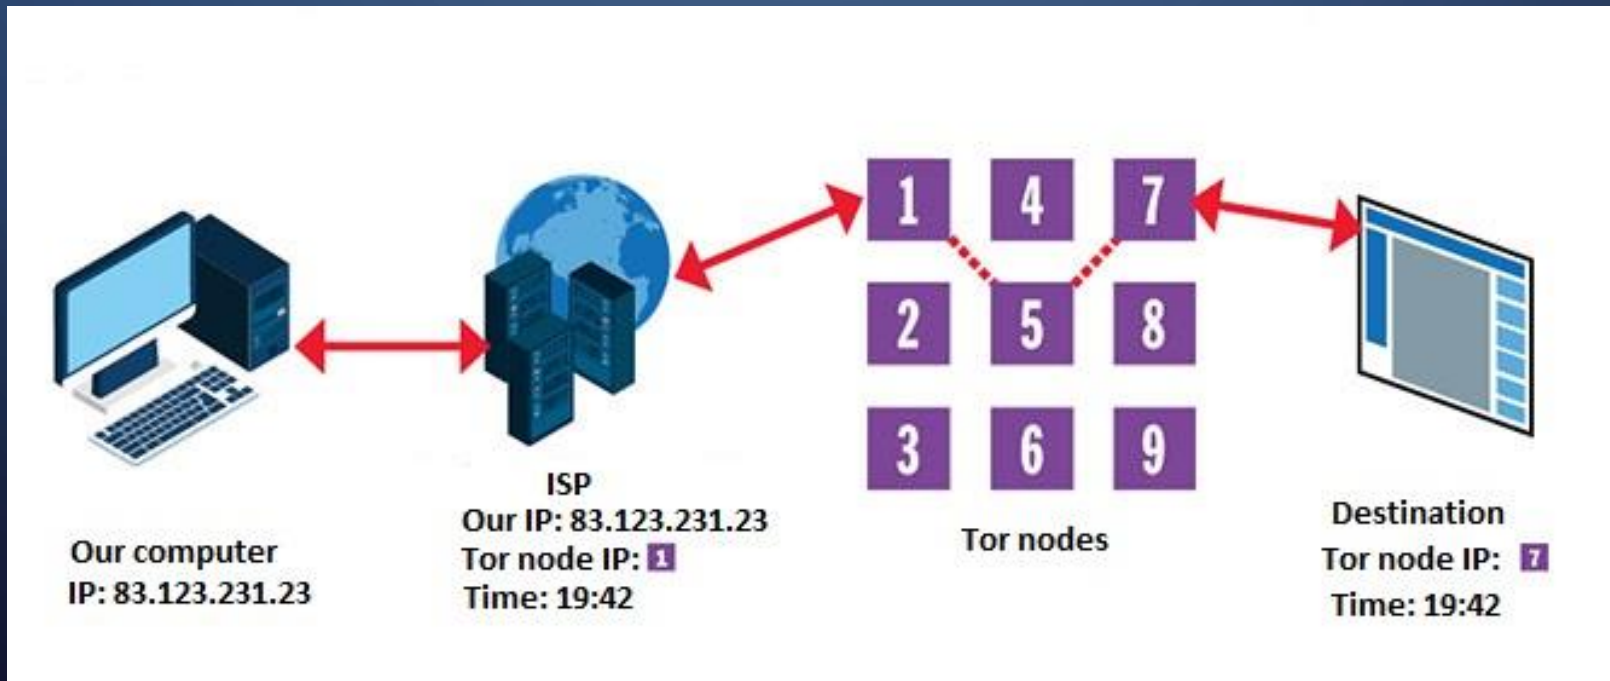 1 4 7
2 5 8
3 6 9
Our computer
IP: 83.123.231.23
ISP
Our IP: 83.123.231.23
Tor node IP: 1
Time: 19:42
Tor nodes
Destination
Tor node IP: 7
Time: 19:42